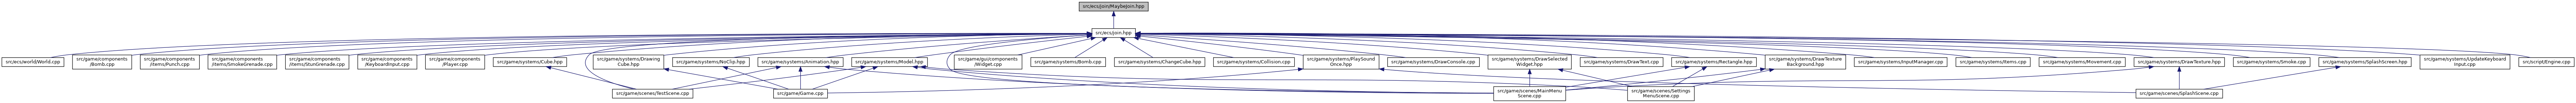 src/ecs/join/MaybeJoin.hpp
src/ecs/join.hpp
src/ecs/world/World.cpp
src/game/components
/Bomb.cpp
src/game/components
/items/Punch.cpp
src/game/components
/items/SmokeGrenade.cpp
src/game/components
/items/StunGrenade.cpp
src/game/components
/KeyboardInput.cpp
src/game/components
/Player.cpp
src/game/systems/Cube.hpp
src/game/systems/Drawing
Cube.hpp
src/game/systems/NoClip.hpp
src/game/systems/Animation.hpp
src/game/systems/Model.hpp
src/game/gui/components
/Widget.cpp
src/game/systems/Bomb.cpp
src/game/systems/ChangeCube.hpp
src/game/systems/Collision.cpp
src/game/systems/PlaySound
Once.hpp
src/game/systems/DrawConsole.cpp
src/game/systems/DrawSelected
Widget.hpp
src/game/systems/DrawText.cpp
src/game/systems/Rectangle.hpp
src/game/systems/DrawTexture
Background.hpp
src/game/systems/InputManager.cpp
src/game/systems/Items.cpp
src/game/systems/Movement.cpp
src/game/systems/DrawTexture.hpp
src/game/systems/Smoke.cpp
src/game/systems/SplashScreen.hpp
src/game/systems/UpdateKeyboard
Input.cpp
src/script/Engine.cpp
src/game/scenes/TestScene.cpp
src/game/Game.cpp
src/game/scenes/MainMenu
Scene.cpp
src/game/scenes/Settings
MenuScene.cpp
src/game/scenes/SplashScene.cpp